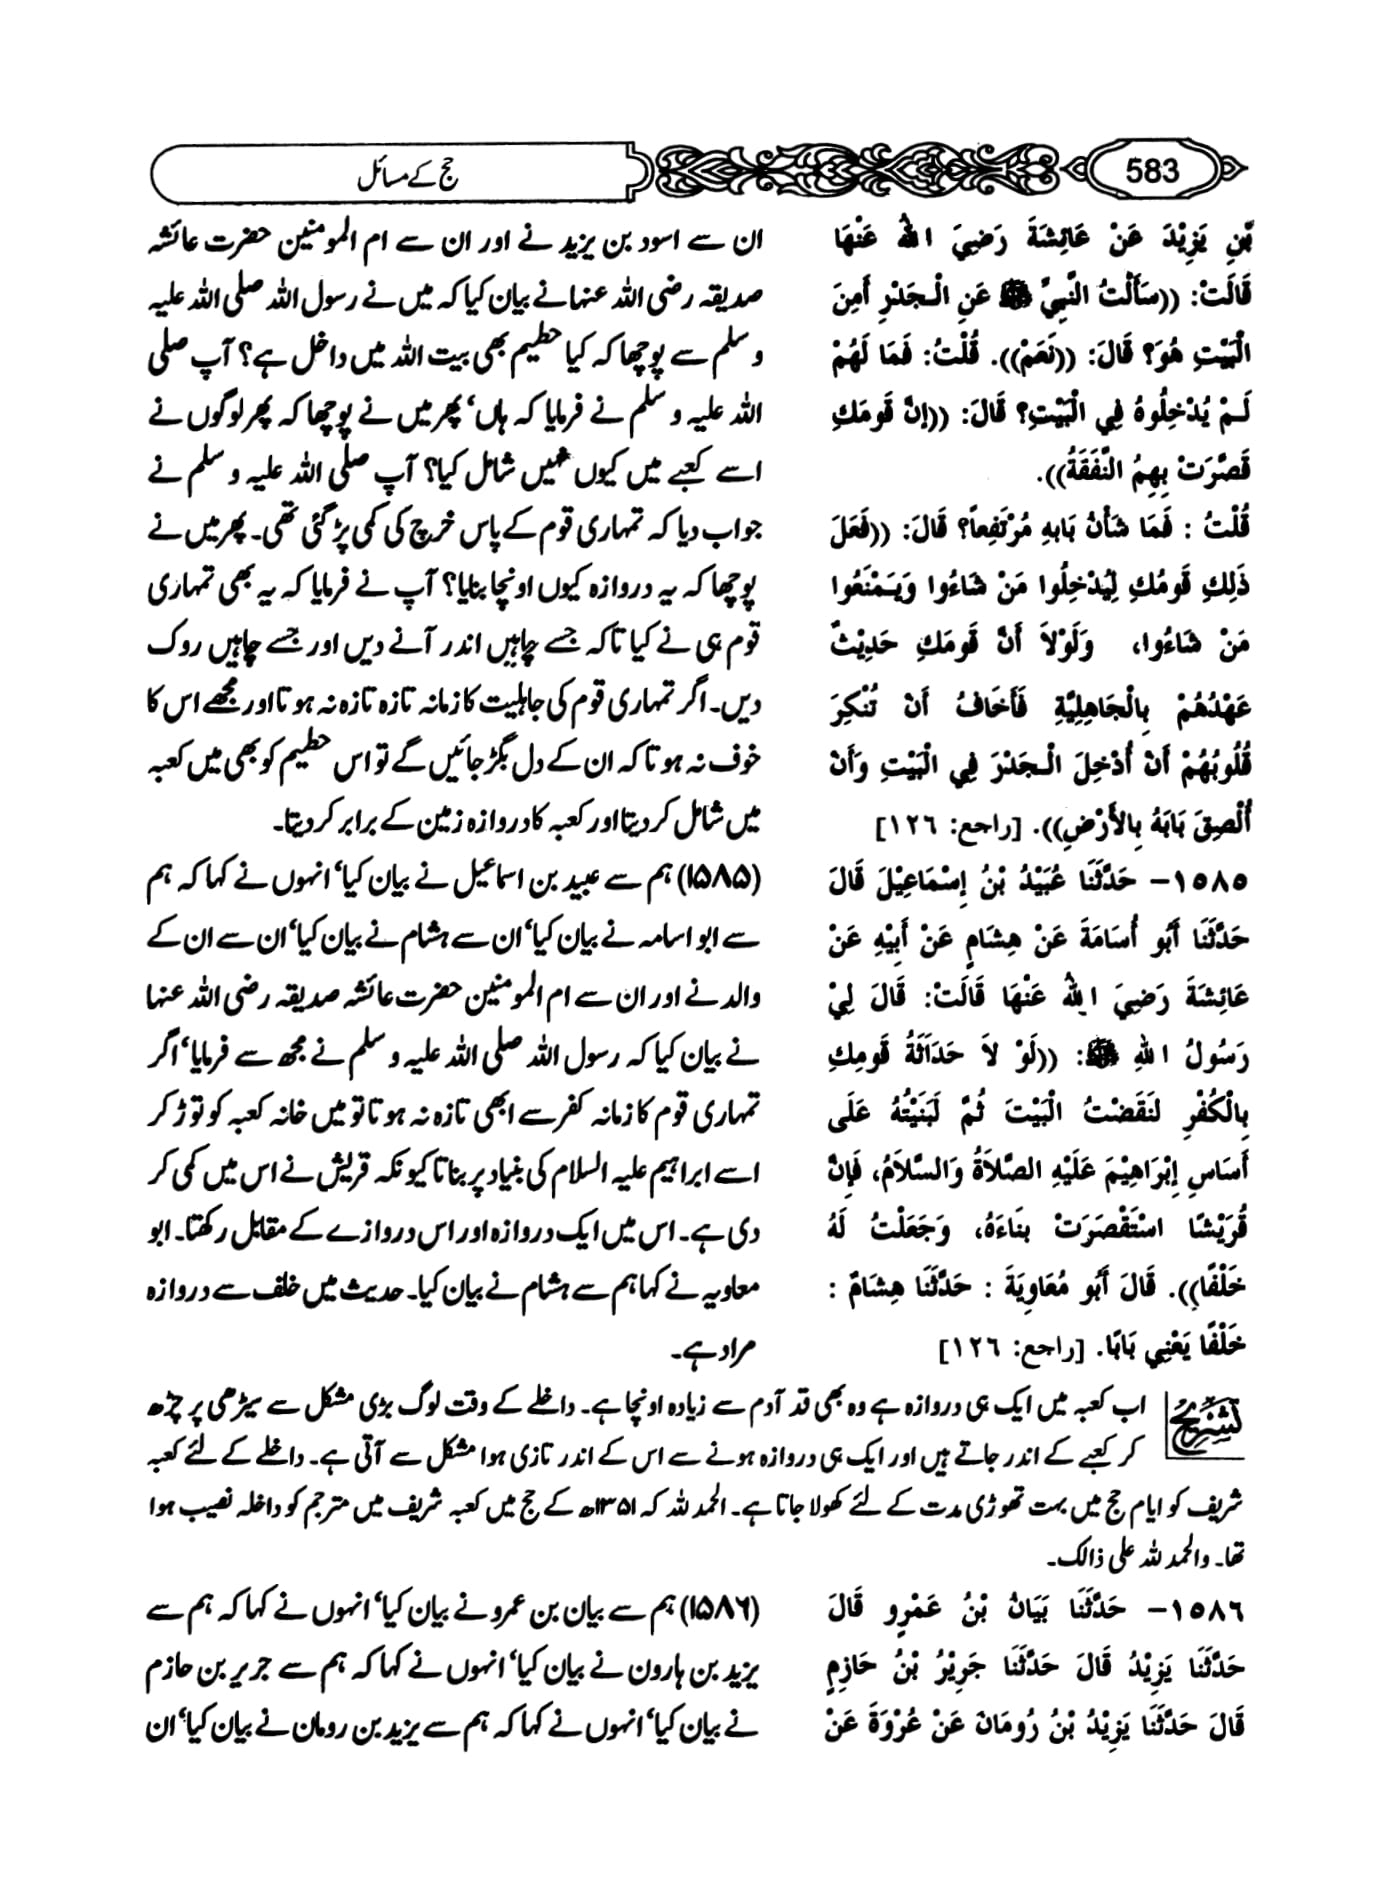 583
حج کے مسائل
بْنِ يَزِيْدَ عَنْ عَائِشَةَ رَضِيَ اللهُ عَنْهَا
قَالَتْ: ((سَأَلْتُ النَّبِيَّ ﷺ عَنِ الْجَدْرِ أَمِنَ
الْبَيْتِ هُوَ؟ قَالَ: ((نَعَمْ)). قُلْتُ: فَمَا لَهُمْ
لَمْ يُدْخِلُوهُ فِي الْبَيْتِ؟ قَالَ: ((إِنَّ قَومَكِ
قَصَّرَتْ بِهِمُ النَّفَقَةُ)).
قُلْتُ : فَمَا شَأنُ بَابِهِ مُرْتَفِعاً؟ قَالَ: ((فَعَلَ
ذَلِكِ قَومُكِ لِيُدْخِلُوا مَنْ شَاءُوا وَيَمْنَعُوا
مَنْ شَاءُوا، وَلَوْلاَ أَنَّ قَومَكِ حَدِيْثٌ
عَهْدُهُمْ بِالْجَاهِلِيَّةِ فَأَخَافُ أَنْ تُنْكِرَ
قُلُوبُهُمْ أَنْ أُدْخِلَ الْجَدْرَ فِي الْبَيْتِ وَأَنْ
أُلْصِقَ بَابَهُ بِالأَرْضِ)). [راجع: ١٢٦]
١٥٨٥- حَدَّثَنَا عُبَيْدُ بْنُ إِسْمَاعِيْلَ قَالَ
حَدَّثَنَا أَبُو أُسَامَةَ عَنْ هِشَامٍ عَنْ أَبِيْهِ عَنْ
عَائِشَةَ رَضِيَ اللهُ عَنْهَا قَالَتْ: قَالَ لِيْ
رَسُولُ اللهِ ﷺ: ((لَوْ لاَ حَدَاثَةُ قَومِكِ
بِالْكُفْرِ لَنَقَضْتُ الْبَيْتَ ثُمَّ لَبَنَيْتُهُ عَلَى
أَسَاسِ إِبْرَاهِيْمَ عَلَيْهِ الصَّلاَةُ وَالسَّلاَمُ، فَإِنَّ
قُرَيْشًا اسْتَقْصَرَتْ بِنَاءَهُ، وَجَعَلْتُ لَهُ
خَلْفًا)). قَالَ أَبُو مُعَاوِيَةَ : حَدَّثَنَا هِشَامٌ :
خَلْفًا يَعْنِي بَابًا. [راجع: ١٢٦]
ان سے اسود بن یزید نے اور ان سے ام المومنین حضرت عائشہ
صدیقہ رضی اللہ عنہا نے بیان کیا کہ میں نے رسول اللہ صلی اللہ علیہ
و سلم سے پوچھا کہ کیا حطیم بھی بیت اللہ میں داخل ہے؟ آپ صلی
اللہ علیہ و سلم نے فرمایا کہ ہاں‘ پھر میں نے پوچھا کہ پھر لوگوں نے
اسے کعبے میں کیوں نہیں شامل کیا؟ آپ صلی اللہ علیہ و سلم نے
جواب دیا کہ تمہاری قوم کے پاس خرچ کی کمی پڑ گئی تھی۔ پھر میں نے
پوچھا کہ یہ دروازہ کیوں اونچا بنایا؟ آپ نے فرمایا کہ یہ بھی تمہاری
قوم ہی نے کیا تاکہ جسے چاہیں اندر آنے دیں اور جسے چاہیں روک
دیں۔ اگر تمہاری قوم کی جاہلیت کا زمانہ تازہ تازہ نہ ہوتا اور مجھے اس کا
خوف نہ ہوتا کہ ان کے دل بگڑ جائیں گے تو اس حطیم کو بھی میں کعبہ
میں شامل کر دیتا اور کعبہ کا دروازہ زمین کے برابر کر دیتا۔
(۱۵۸۵) ہم سے عبید بن اسماعیل نے بیان کیا‘ انہوں نے کہا کہ ہم
سے ابو اسامہ نے بیان کیا‘ ان سے ہشام نے بیان کیا‘ ان سے ان کے
والد نے اور ان سے ام المومنین حضرت عائشہ صدیقہ رضی اللہ عنہا
نے بیان کیا کہ رسول اللہ صلی اللہ علیہ و سلم نے مجھ سے فرمایا‘ اگر
تمہاری قوم کا زمانہ کفر سے ابھی تازہ نہ ہوتا تو میں خانہ کعبہ کو توڑ کر
اسے ابراہیم علیہ السلام کی بنیاد پر بناتا کیونکہ قریش نے اس میں کمی کر
دی ہے۔ اس میں ایک دروازہ اور اس دروازے کے مقابل رکھتا۔ ابو
معاویہ نے کہا ہم سے ہشام نے بیان کیا۔ حدیث میں خلف سے دروازہ
مراد ہے۔
تشریح اب کعبہ میں ایک ہی دروازہ ہے وہ بھی قد آدم سے زیادہ اونچا ہے۔ داخلے کے وقت لوگ بڑی مشکل سے سیڑھی پر چڑھ
کر کعبے کے اندر جاتے ہیں اور ایک ہی دروازہ ہونے سے اس کے اندر تازی ہوا مشکل سے آتی ہے۔ داخلے کے لئے کعبہ
شریف کو ایام حج میں بہت تھوڑی مدت کے لئے کھولا جاتا ہے۔ الحمد للہ کہ ۱۳۵۱ھ کے حج میں کعبہ شریف میں مترجم کو داخلہ نصیب ہوا
تھا۔ والحمد للہ علی ذالک۔
١٥٨٦- حَدَّثَنَا بَيَانُ بْنُ عَمْرٍو قَالَ
حَدَّثَنَا يَزِيْدُ قَالَ حَدَّثَنَا جَرِيْرُ بْنُ حَازِمٍ
قَالَ حَدَّثَنَا يَزِيْدُ بْنُ رُومَانَ عَنْ عُرْوَةَ عَنْ
(۱۵۸۶) ہم سے بیان بن عمرو نے بیان کیا‘ انہوں نے کہا کہ ہم سے
یزید بن ہارون نے بیان کیا‘ انہوں نے کہا کہ ہم سے جریر بن حازم
نے بیان کیا‘ انہوں نے کہا کہ ہم سے یزید بن رومان نے بیان کیا‘ ان